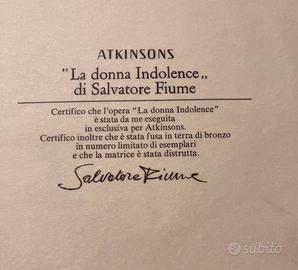 ATKINSONS
"La donna Indolence„
di Salvatore Fiume
Certifico che l'opera "La donna Indolence"
è stata da me eseguita
in esclusiva per Atkinsons.
Certifico inoltre che è stata fusa in terra di bronzo
in numero limitato di esemplari
e che la matrice è stata distrutta.
Salvatore Fiume
subito